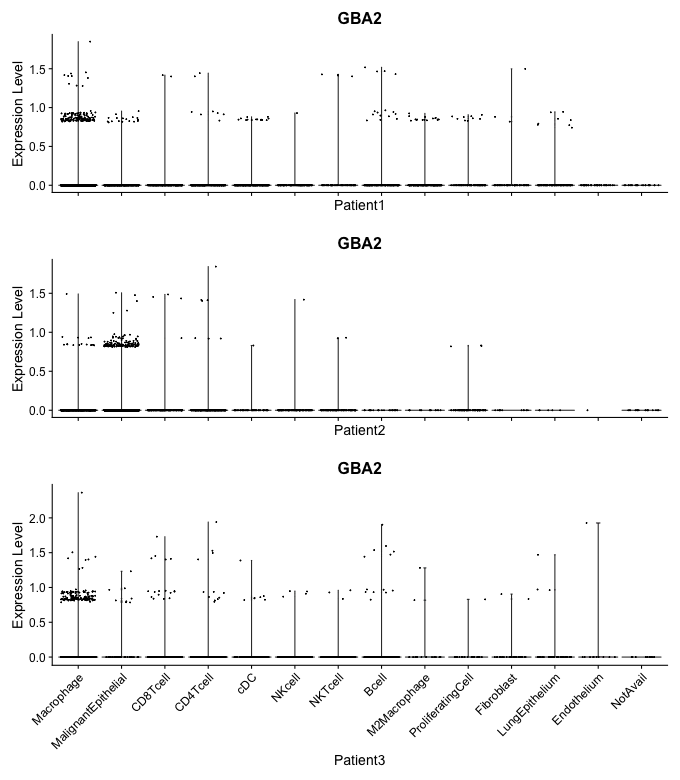 GBA2
Expression Level
1.5
1.0
0.5
0.0
Patient1
GBA2
Expression Level
1.5
1.0
0.5
0.0
Patient2
GBA2
Expression Level
2.0
1.5
1.0
0.5
0.0
Macrophage
MalignantEpithelial
CD8Tcell
CD4Tcell
cDC
NKcell
NKTcell
Bcell
M2Macrophage
ProliferatingCell
Fibroblast
LungEpithelium
Endothelium
NotAvail
Patient3